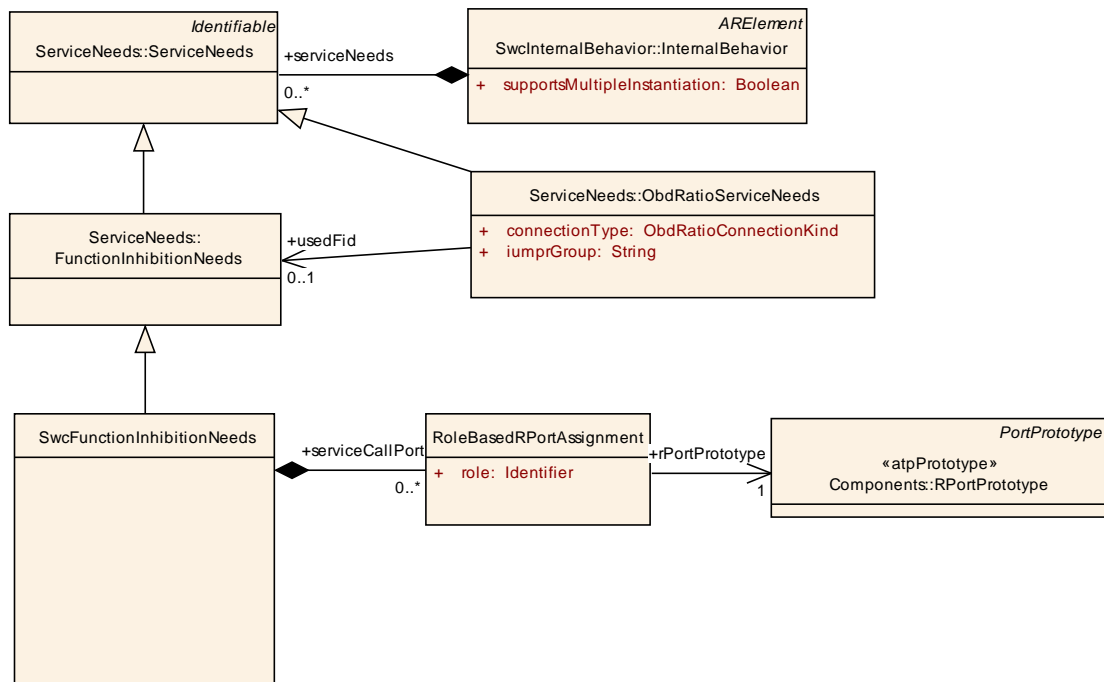 Identifiable
ServiceNeeds::ServiceNeeds
+serviceNeeds
0..*
ARElement
SwcInternalBehavior::InternalBehavior
+ supportsMultipleInstantiation: Boolean
ServiceNeeds::ObdRatioServiceNeeds
+ connectionType: ObdRatioConnectionKind
+ iumprGroup: String
ServiceNeeds::
FunctionInhibitionNeeds
+usedFid
0..1
SwcFunctionInhibitionNeeds
+serviceCallPort
0..*
RoleBasedRPortAssignment
+ role: Identifier
+rPortPrototype
1
PortPrototype
«atpPrototype»
Components::RPortPrototype